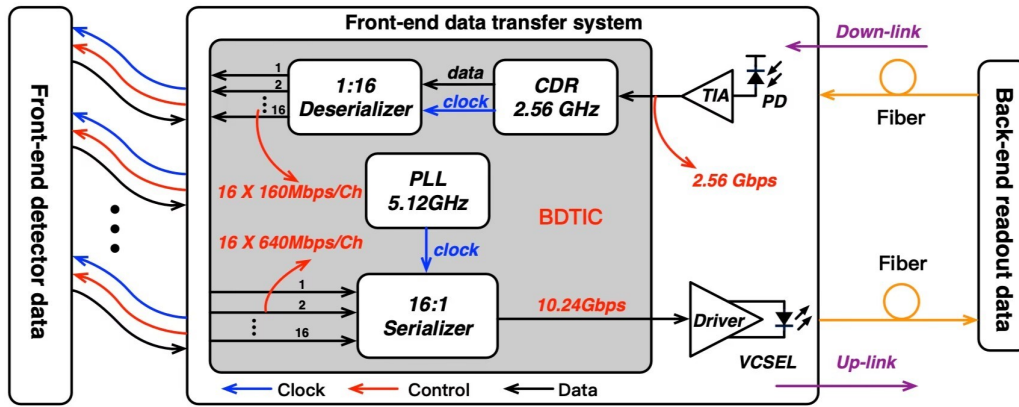 Front-end detector data
Front-end data transfer system
1
2
16
1:16
Deserializer
data
clock
CDR
2.56 GHz
TIA
PD
Down-link
Fiber
Back-end readout data
16 X 160Mbps/Ch
PLL
5.12GHz
2.56 Gbps
BDTIC
16 X 640Mbps/Ch
clock
1
2
16
16:1
Serializer
10.24Gbps
Driver
VCSEL
Fiber
Up-link
Clock
Control
Data